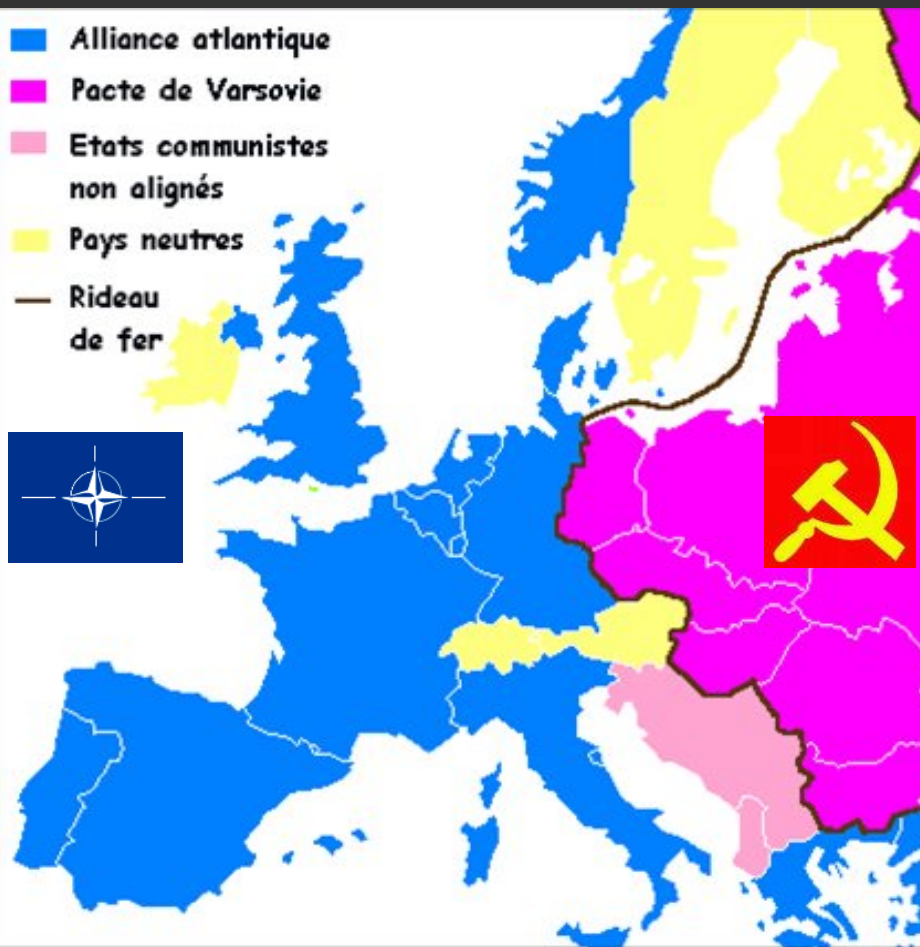 Alliance atlantique
Pacte de Varsovie
Etats communistes
non alignés
Pays neutres
Rideau
de fer